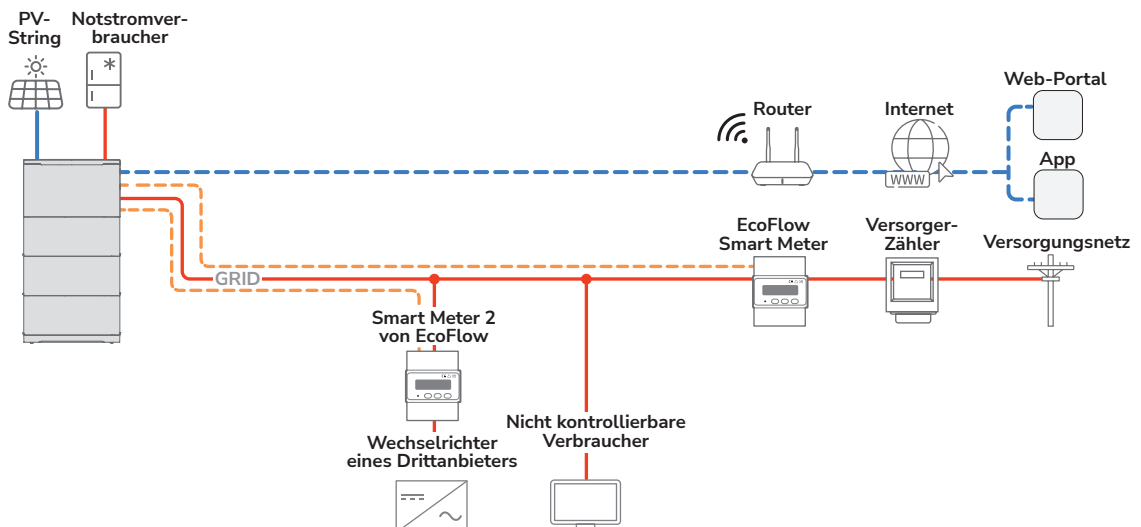 PV-
String
Notstromver-
braucher
Web-Portal
Router
Internet
WWW
App
EcoFlow
Smart Meter
Versorger-
Zähler
Versorgungsnetz
GRID
Smart Meter 2
von EcoFlow
Nicht kontrollierbare
Verbraucher
Wechselrichter
eines Drittanbieters